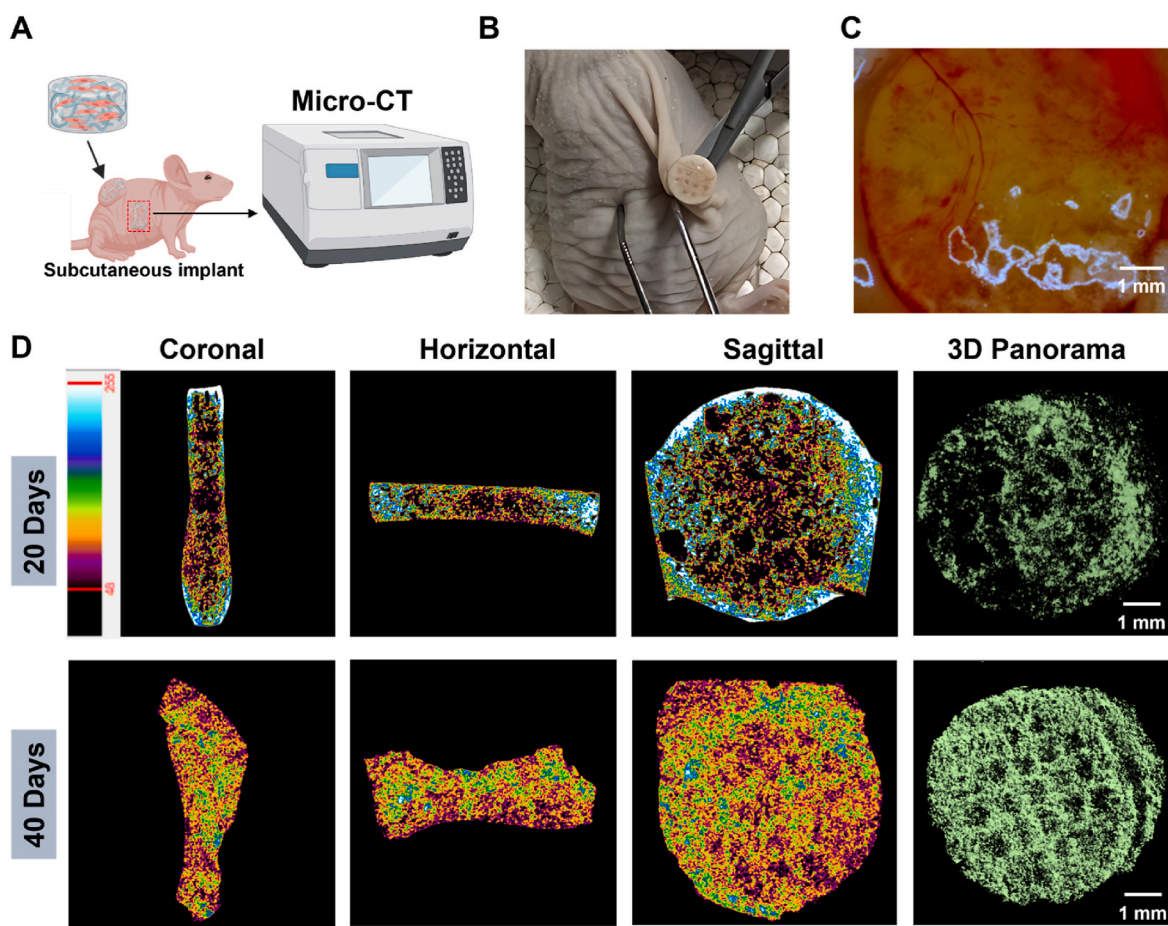 A
B
C
Micro-CT
Subcutaneous implant
1 mm
D
Coronal
Horizontal
Sagittal
3D Panorama
20 Days
255
48
1 mm
40 Days
1 mm